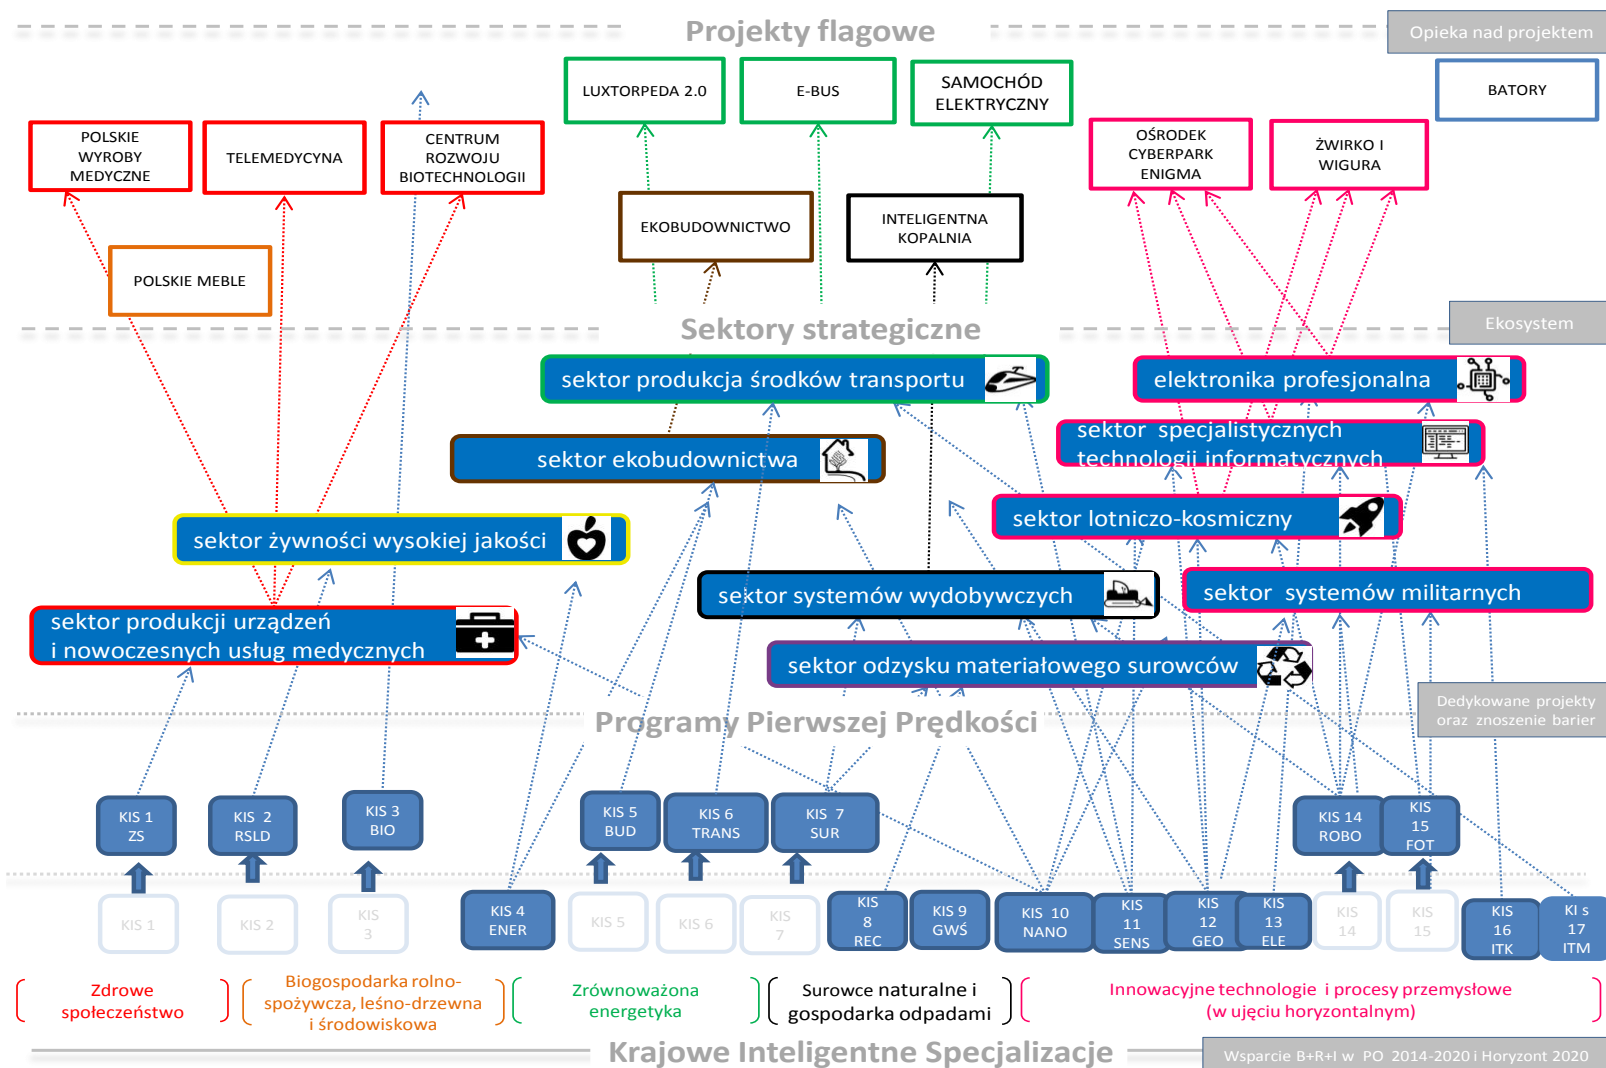 Projekty flagowe
Opieka nad projektem
LUXTORPEDA 2.0
E-BUS
SAMOCHÓD
ELEKTRYCZNY
BATORY
POLSKIE
WYROBY
MEDYCZNE
TELEMEDYCYNA
CENTRUM
ROZWOJU
BIOTECHNOLOGII
OŚRODEK
CYBERPARK
ENIGMA
ŻWIRKO I
WIGURA
EKOBUDOWNICTWO
INTELIGENTNA
KOPALNIA
POLSKIE MEBLE
Sektory strategiczne
Ekosystem
sektor produkcja środków transportu
elektronika profesjonalna
sektor ekobudownictwa
sektor specjalistycznych
technologii informatycznych
sektor żywności wysokiej jakości
sektor lotniczo-kosmiczny
sektor systemów wydobywczych
sektor systemów militarnych
sektor produkcji urządzeń
i nowoczesnych usług medycznych
sektor odzysku materiałowego surowców
Programy Pierwszej Prędkości
Dedykowane projekty
oraz znoszenie barier
KIS 1
ZS
KIS 2
RSLD
KIS 3
BIO
KIS 5
BUD
KIS 6
TRANS
KIS 7
SUR
KIS 14
ROBO
KIS
15
FOT
KIS 1
KIS 2
KIS
3
KIS 4
ENER
KIS 5
KIS 6
KIS
7
KIS
8
REC
KIS 9
GWŚ
KIS 10
NANO
KIS
11
SENS
KIS
12
GEO
KIS
13
ELE
KIS
14
KIS
15
KIS
16
ITK
KI s
17
ITM
Zdrowe
społeczeństwo
Biogospodarka rolno-
spożywcza, leśno-drzewna
i środowiskowa
Zrównoważona
energetyka
Surowce naturalne i
gospodarka odpadami
Innowacyjne technologie i procesy przemysłowe
(w ujęciu horyzontalnym)
Krajowe Inteligentne Specjalizacje
Wsparcie B+R+I w PO 2014-2020 i Horyzont 2020